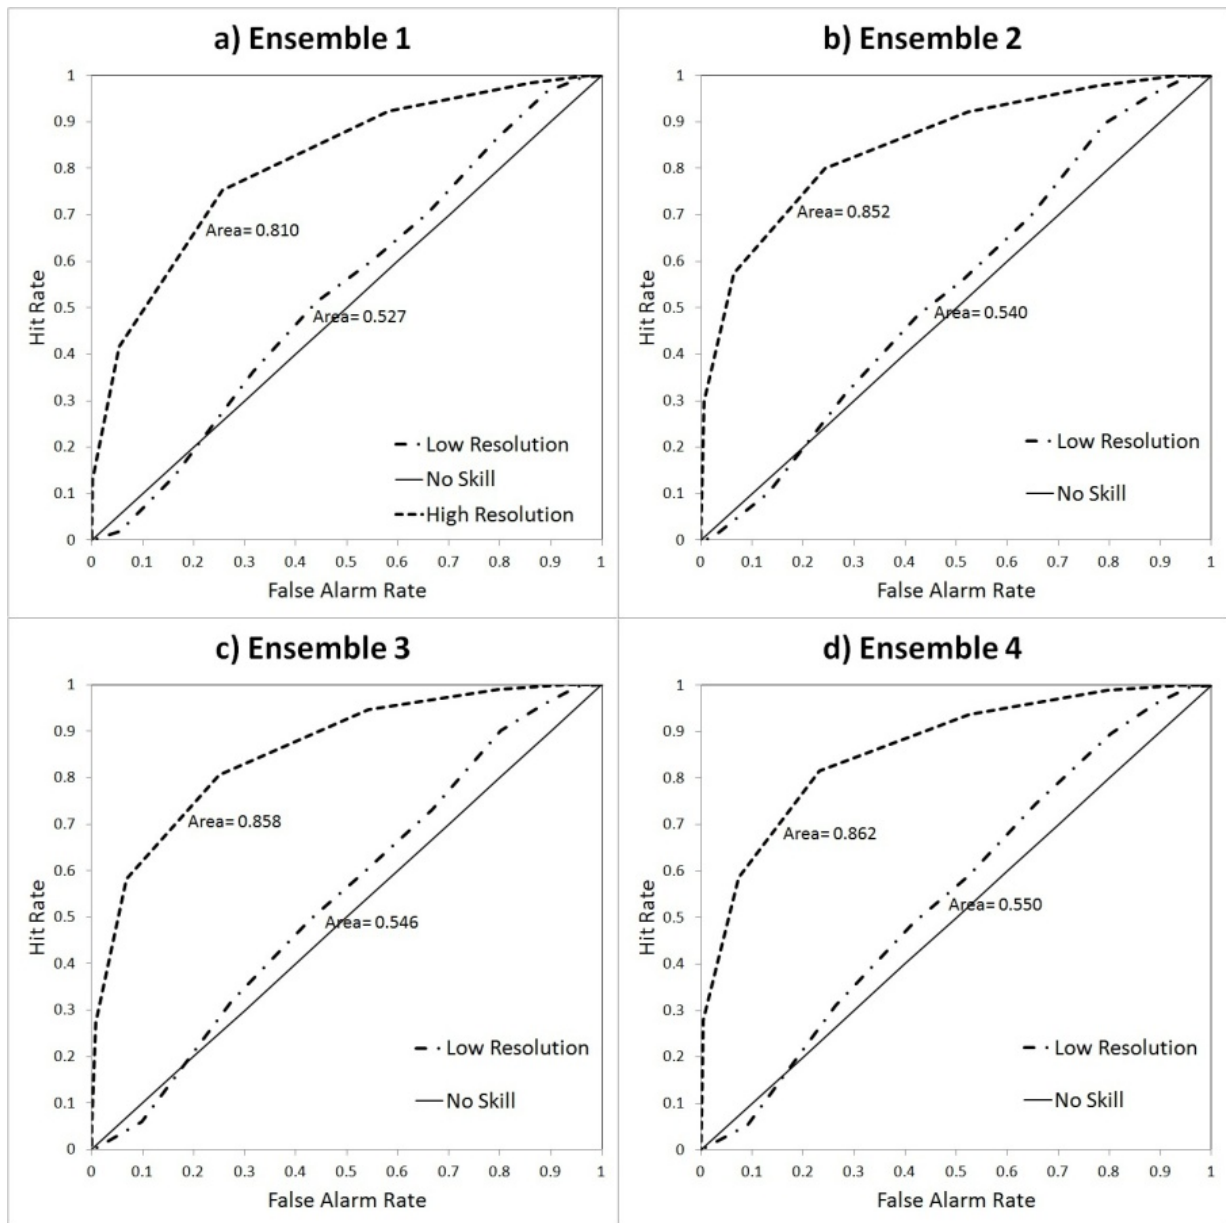 a) Ensemble 1
1
0.9
0.8
0.7
0.6
0.5
0.4
0.3
0.2
0.1
0
Hit Rate
Area= 0.810
Area= 0.527
Low Resolution
No Skill
High Resolution
0 0.1 0.2 0.3 0.4 0.5 0.6 0.7 0.8 0.9 1
False Alarm Rate
b) Ensemble 2
1
0.9
0.8
0.7
0.6
0.5
0.4
0.3
0.2
0.1
0
Hit Rate
Area= 0.852
Area= 0.540
Low Resolution
No Skill
0 0.1 0.2 0.3 0.4 0.5 0.6 0.7 0.8 0.9 1
False Alarm Rate
c) Ensemble 3
1
0.9
0.8
0.7
0.6
0.5
0.4
0.3
0.2
0.1
0
Hit Rate
Area= 0.858
Area= 0.546
Low Resolution
No Skill
0 0.1 0.2 0.3 0.4 0.5 0.6 0.7 0.8 0.9 1
False Alarm Rate
d) Ensemble 4
1
0.9
0.8
0.7
0.6
0.5
0.4
0.3
0.2
0.1
0
Hit Rate
Area= 0.862
Area= 0.550
Low Resolution
No Skill
0 0.1 0.2 0.3 0.4 0.5 0.6 0.7 0.8 0.9 1
False Alarm Rate